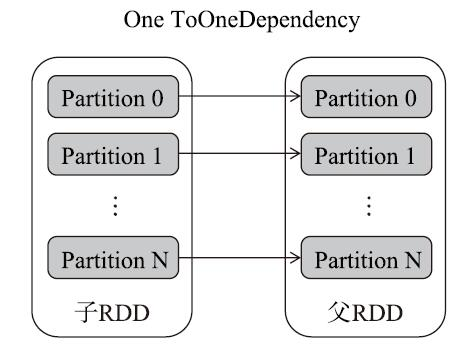 One ToOneDependency
Partition 0
Partition 0
Partition 1
Partition 1
⋮
⋮
Partition N
Partition N
子RDD
父RDD